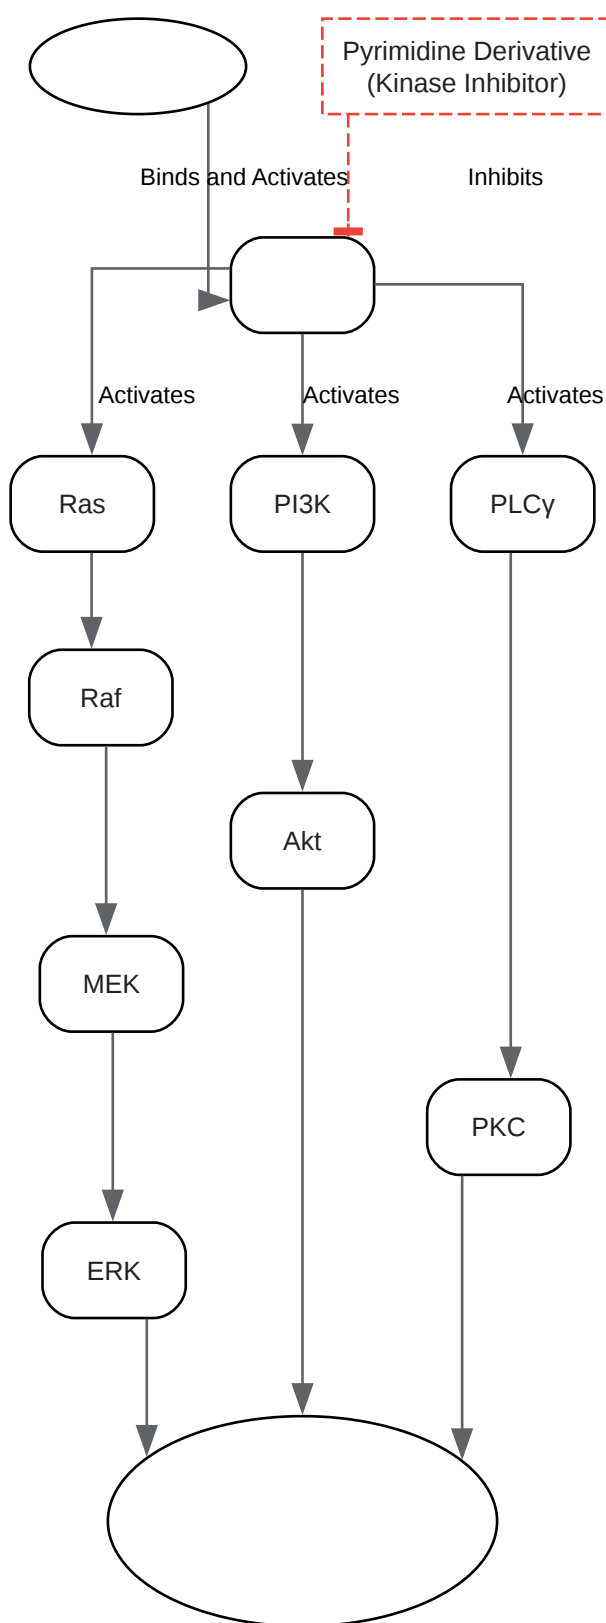 Pyrimidine Derivative
(Kinase Inhibitor)
Binds and Activates
Inhibits
Activates
Activates
Activates
Ras
PI3K
PLCγ
Raf
Akt
MEK
PKC
ERK